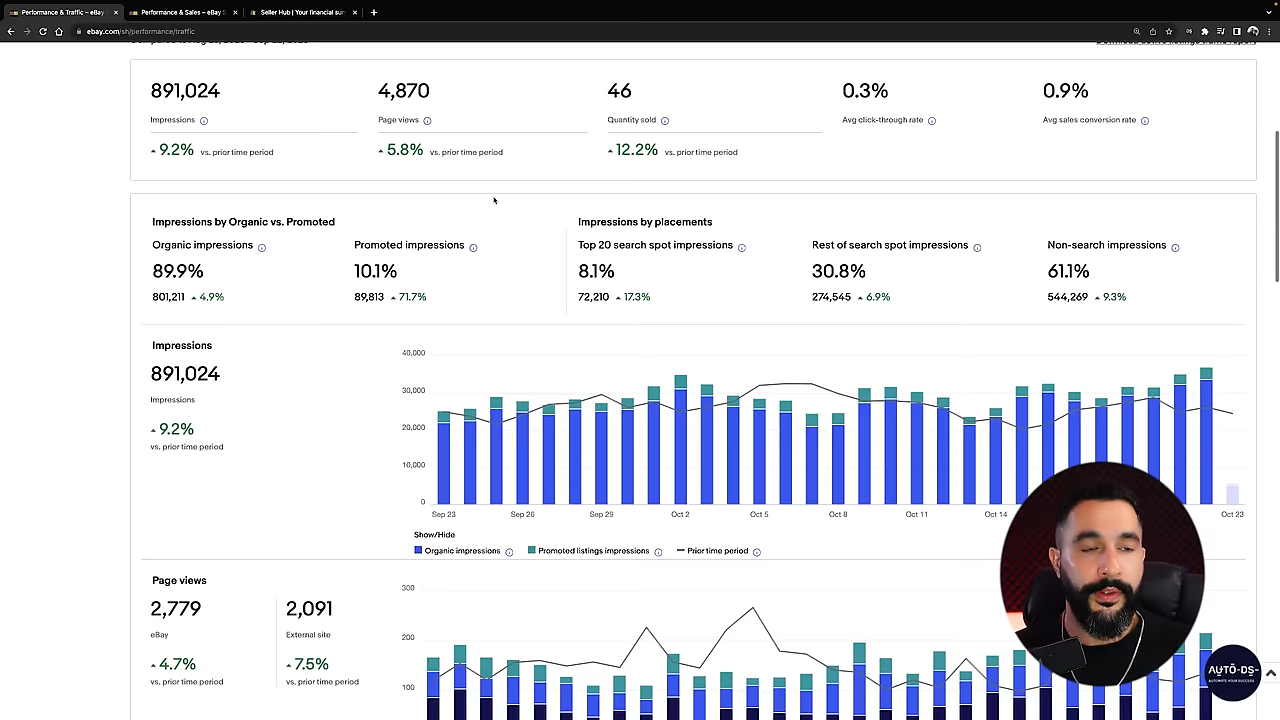 Performance & Traffic – eBay
Performance & Sales – eBay S
Seller Hub | Your financial sum
ebay.com/sh/performance/traffic
891,024
4,870
46
0.3%
0.9%
Impressions
Page views
Quantity sold
Avg click-through rate
Avg sales conversion rate
9.2% vs. prior time period
5.8% vs. prior time period
12.2% vs. prior time period
Impressions by Organic vs. Promoted
Impressions by placements
Organic impressions
Promoted impressions
Top 20 search spot impressions
Rest of search spot impressions
Non-search impressions
89.9%
10.1%
8.1%
30.8%
61.1%
801,211 4.9%
89,813 71.7%
72,210 17.3%
274,545 6.9%
544,269 9.3%
Impressions
891,024
Impressions
9.2%
vs. prior time period
40,000
30,000
20,000
10,000
0
Sep 23
Sep 26
Sep 29
Oct 2
Oct 5
Oct 8
Oct 11
Oct 14
Oct 23
Show/Hide
Organic impressions
Promoted listings impressions
Prior time period
Page views
2,779
2,091
eBay
External site
4.7%
7.5%
vs. prior time period
vs. prior time period
300
200
100
AUTO-DS
AUTOMATE YOUR SUCCESS